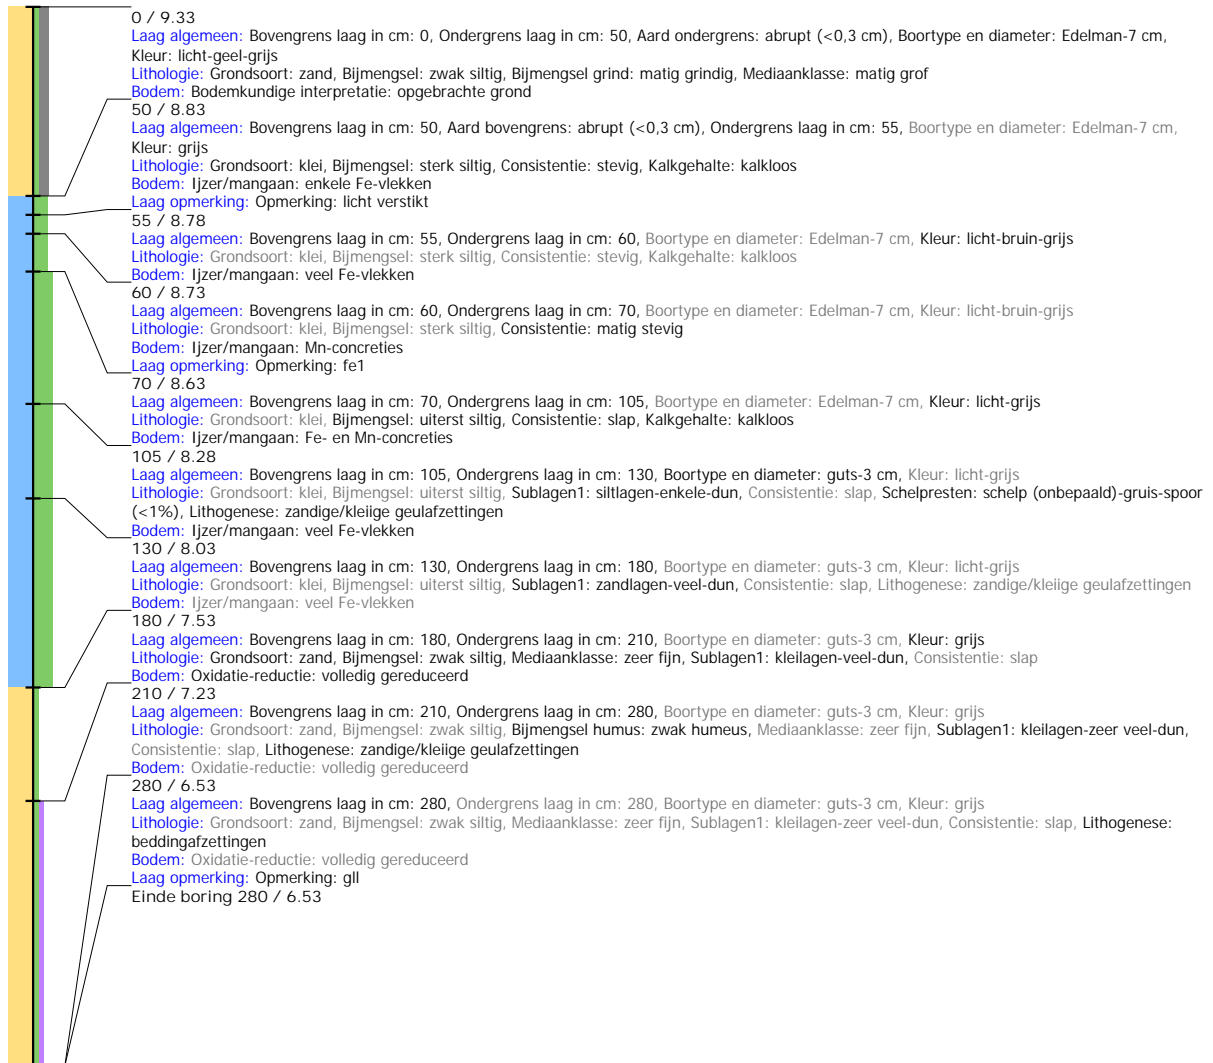 0 / 9.33
Laag algemeen: Bovengrens laag in cm: 0, Ondergrens laag in cm: 50, Aard ondergrens: abrupt (<0,3 cm), Boortype en diameter: Edelman-7 cm,
Kleur: licht-geel-grijs
Lithologie: Grondsoort: zand, Bijmengsel: zwak siltig, Bijmengsel grind: matig grindig, Mediaanklasse: matig grof
Bodem: Bodemkundige interpretatie: opgebrachte grond
50 / 8.83
Laag algemeen: Bovengrens laag in cm: 50, Aard bovengrens: abrupt (<0,3 cm), Ondergrens laag in cm: 55, Boortype en diameter: Edelman-7 cm,
Kleur: grijs
Lithologie: Grondsoort: klei, Bijmengsel: sterk siltig, Consistentie: stevig, Kalkgehalte: kalkloos
Bodem: Ijzer/mangaan: enkele Fe-vlekken
Laag opmerking: Opmerking: licht verstikt
55 / 8.78
Laag algemeen: Bovengrens laag in cm: 55, Ondergrens laag in cm: 60, Boortype en diameter: Edelman-7 cm, Kleur: licht-bruin-grijs
Lithologie: Grondsoort: klei, Bijmengsel: sterk siltig, Consistentie: stevig, Kalkgehalte: kalkloos
Bodem: Ijzer/mangaan: veel Fe-vlekken
60 / 8.73
Laag algemeen: Bovengrens laag in cm: 60, Ondergrens laag in cm: 70, Boortype en diameter: Edelman-7 cm, Kleur: licht-bruin-grijs
Lithologie: Grondsoort: klei, Bijmengsel: sterk siltig, Consistentie: matig stevig
Bodem: Ijzer/mangaan: Mn-concreties
Laag opmerking: Opmerking: fe1
70 / 8.63
Laag algemeen: Bovengrens laag in cm: 70, Ondergrens laag in cm: 105, Boortype en diameter: Edelman-7 cm, Kleur: licht-grijs
Lithologie: Grondsoort: klei, Bijmengsel: uiterst siltig, Consistentie: slap, Kalkgehalte: kalkloos
Bodem: Ijzer/mangaan: Fe- en Mn-concreties
105 / 8.28
Laag algemeen: Bovengrens laag in cm: 105, Ondergrens laag in cm: 130, Boortype en diameter: guts-3 cm, Kleur: licht-grijs
Lithologie: Grondsoort: klei, Bijmengsel: uiterst siltig, Sublagen1: siltlagen-enkele-dun, Consistentie: slap, Schelpresten: schelp (onbepaald)-gruis-spoor
(<1%), Lithogenese: zandige/kleiige geulafzettingen
Bodem: Ijzer/mangaan: veel Fe-vlekken
130 / 8.03
Laag algemeen: Bovengrens laag in cm: 130, Ondergrens laag in cm: 180, Boortype en diameter: guts-3 cm, Kleur: licht-grijs
Lithologie: Grondsoort: klei, Bijmengsel: uiterst siltig, Sublagen1: zandlagen-veel-dun, Consistentie: slap, Lithogenese: zandige/kleiige geulafzettingen
Bodem: Ijzer/mangaan: veel Fe-vlekken
180 / 7.53
Laag algemeen: Bovengrens laag in cm: 180, Ondergrens laag in cm: 210, Boortype en diameter: guts-3 cm, Kleur: grijs
Lithologie: Grondsoort: zand, Bijmengsel: zwak siltig, Mediaanklasse: zeer fijn, Sublagen1: kleilagen-veel-dun, Consistentie: slap
Bodem: Oxidatie-reductie: volledig gereduceerd
210 / 7.23
Laag algemeen: Bovengrens laag in cm: 210, Ondergrens laag in cm: 280, Boortype en diameter: guts-3 cm, Kleur: grijs
Lithologie: Grondsoort: zand, Bijmengsel: zwak siltig, Bijmengsel humus: zwak humeus, Mediaanklasse: zeer fijn, Sublagen1: kleilagen-zeer veel-dun,
Consistentie: slap, Lithogenese: zandige/kleiige geulafzettingen
Bodem: Oxidatie-reductie: volledig gereduceerd
280 / 6.53
Laag algemeen: Bovengrens laag in cm: 280, Ondergrens laag in cm: 280, Boortype en diameter: guts-3 cm, Kleur: grijs
Lithologie: Grondsoort: zand, Bijmengsel: zwak siltig, Mediaanklasse: zeer fijn, Sublagen1: kleilagen-zeer veel-dun, Consistentie: slap, Lithogenese:
beddingafzettingen
Bodem: Oxidatie-reductie: volledig gereduceerd
Laag opmerking: Opmerking: gll
Einde boring 280 / 6.53